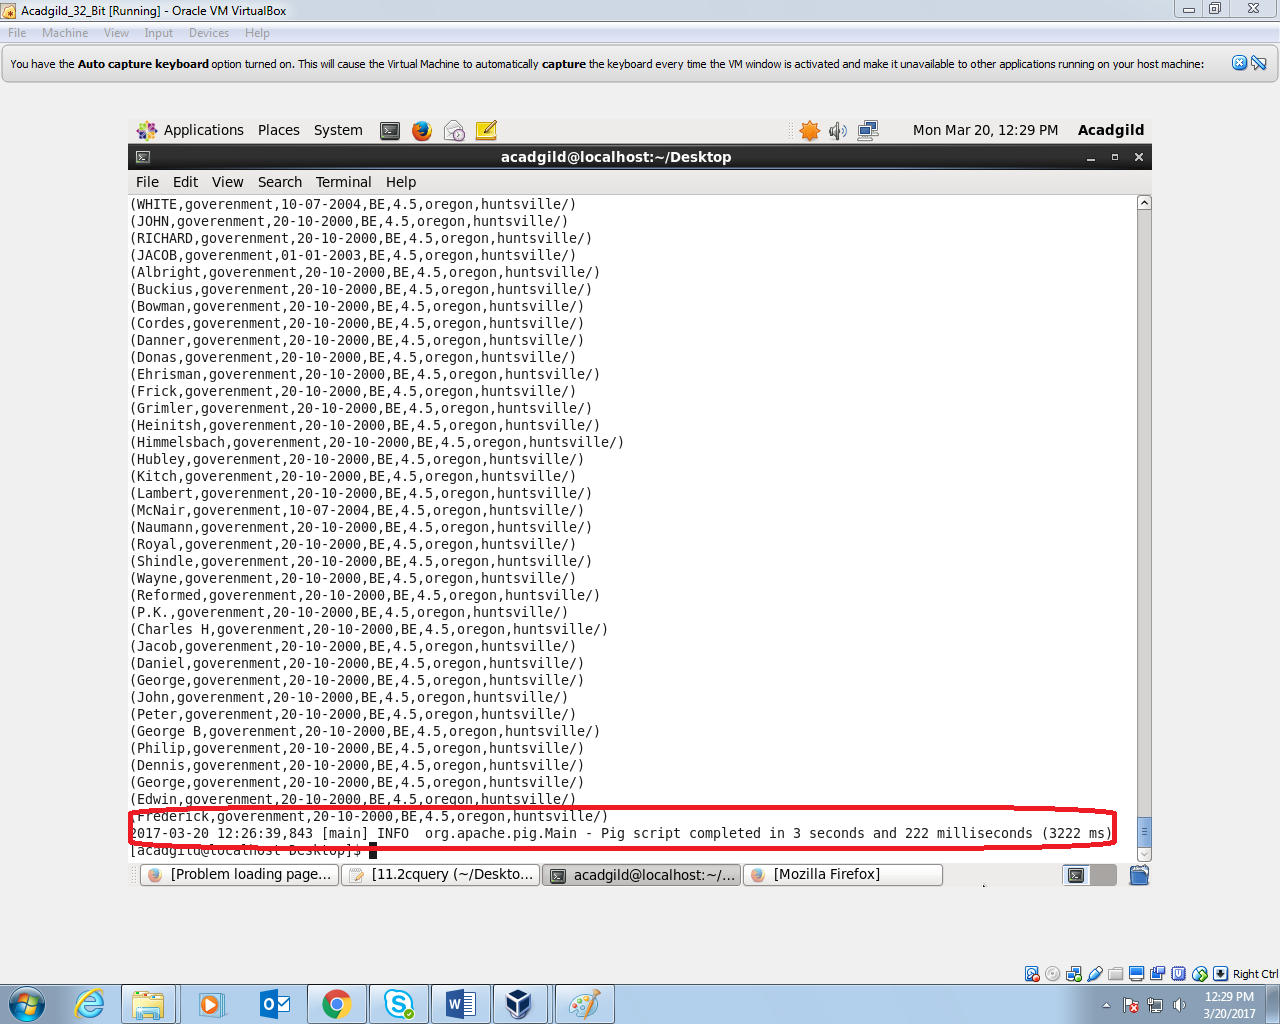 Acadgild_32_Bit [Running] - Oracle VM VirtualBox
File Machine View Input Devices Help
You have the Auto capture keyboard option turned on. This will cause the Virtual Machine to automatically capture the keyboard every time the VM window is activated and make it unavailable to other applications running on your host machine:
Applications Places System Mon Mar 20, 12:29 PM Acadgild
acadgild@localhost:~/Desktop
File Edit View Search Terminal Help
(WHITE,goverenment,10-07-2004,BE,4.5,oregon,huntsville/)
(JOHN,goverenment,20-10-2000,BE,4.5,oregon,huntsville/)
(RICHARD,goverenment,20-10-2000,BE,4.5,oregon,huntsville/)
(JACOB,goverenment,01-01-2003,BE,4.5,oregon,huntsville/)
(Albright,goverenment,20-10-2000,BE,4.5,oregon,huntsville/)
(Buckius,goverenment,20-10-2000,BE,4.5,oregon,huntsville/)
(Bowman,goverenment,20-10-2000,BE,4.5,oregon,huntsville/)
(Cordes,goverenment,20-10-2000,BE,4.5,oregon,huntsville/)
(Danner,goverenment,20-10-2000,BE,4.5,oregon,huntsville/)
(Donas,goverenment,20-10-2000,BE,4.5,oregon,huntsville/)
(Ehrisman,goverenment,20-10-2000,BE,4.5,oregon,huntsville/)
(Frick,goverenment,20-10-2000,BE,4.5,oregon,huntsville/)
(Grimler,goverenment,20-10-2000,BE,4.5,oregon,huntsville/)
(Heinitsh,goverenment,20-10-2000,BE,4.5,oregon,huntsville/)
(Himmelsbach,goverenment,20-10-2000,BE,4.5,oregon,huntsville/)
(Hubley,goverenment,20-10-2000,BE,4.5,oregon,huntsville/)
(Kitch,goverenment,20-10-2000,BE,4.5,oregon,huntsville/)
(Lambert,goverenment,20-10-2000,BE,4.5,oregon,huntsville/)
(McNair,goverenment,10-07-2004,BE,4.5,oregon,huntsville/)
(Naumann,goverenment,20-10-2000,BE,4.5,oregon,huntsville/)
(Royal,goverenment,20-10-2000,BE,4.5,oregon,huntsville/)
(Shindle,goverenment,20-10-2000,BE,4.5,oregon,huntsville/)
(Wayne,goverenment,20-10-2000,BE,4.5,oregon,huntsville/)
(Reformed,goverenment,20-10-2000,BE,4.5,oregon,huntsville/)
(P.K.,goverenment,20-10-2000,BE,4.5,oregon,huntsville/)
(Charles H,goverenment,20-10-2000,BE,4.5,oregon,huntsville/)
(Jacob,goverenment,20-10-2000,BE,4.5,oregon,huntsville/)
(Daniel,goverenment,20-10-2000,BE,4.5,oregon,huntsville/)
(George,goverenment,20-10-2000,BE,4.5,oregon,huntsville/)
(John,goverenment,20-10-2000,BE,4.5,oregon,huntsville/)
(Peter,goverenment,20-10-2000,BE,4.5,oregon,huntsville/)
(George B,goverenment,20-10-2000,BE,4.5,oregon,huntsville/)
(Philip,goverenment,20-10-2000,BE,4.5,oregon,huntsville/)
(Dennis,goverenment,20-10-2000,BE,4.5,oregon,huntsville/)
(George,goverenment,20-10-2000,BE,4.5,oregon,huntsville/)
(Edwin,goverenment,20-10-2000,BE,4.5,oregon,huntsville/)
(Frederick,goverenment,20-10-2000,BE,4.5,oregon,huntsville/)
2017-03-20 12:26:39,843 [main] INFO  org.apache.pig.Main - Pig script completed in 3 seconds and 222 milliseconds (3222 ms)
[acadgild@localhost Desktop]$
[Problem loading page... [11.2cquery (~/Deskto... acadgild@localhost:~/... [Mozilla Firefox]
Right Ctrl
12:29 PM
3/20/2017